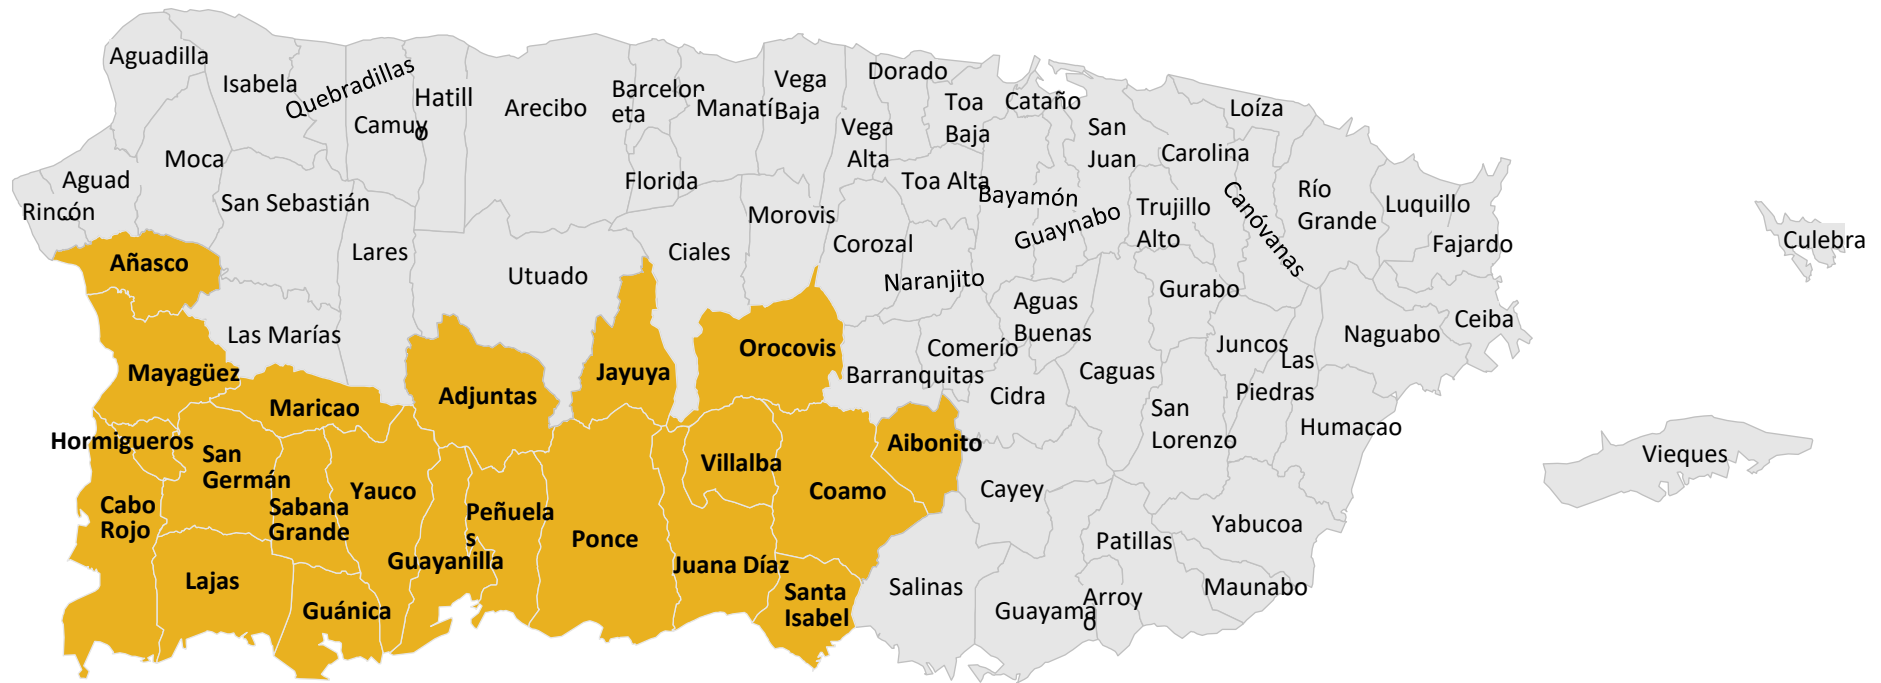 Aguadilla
Isabela
Quebradillas
Camuy
Hatill
o
Arecibo
Barcelon
eta
Manatí
Vega
Baja
Dorado
Vega
Alta
Toa
Baja
Cataño
San
Juan
Loíza
Carolina
Moca
Aguad
Rincón
San Sebastián
Florida
Toa Alta
Bayamón
Guaynabo
Trujillo
Alto
Canóvanas
Río
Grande
Luquillo
Fajardo
Culebra
Morovis
Corozal
Naranjito
Lares
Utuado
Ciales
Añasco
Las Marías
Aguas
Buenas
Gurabo
Ceiba
Naguabo
Juncos
Las
Piedras
Comerío
Barranquitas
Cidra
Caguas
San
Lorenzo
Humacao
Vieques
Mayagüez
Maricao
Adjuntas
Jayuya
Orocovis
Aibonito
Hormigueros
San
Germán
Cabo
Rojo
Sabana
Grande
Yauco
Peñuela
s
Guayanilla
Ponce
Villalba
Coamo
Juana Díaz
Santa
Isabel
Lajas
Guánica
Cayey
Salinas
Guayama
Arroy
o
Patillas
Yabucoa
Maunabo